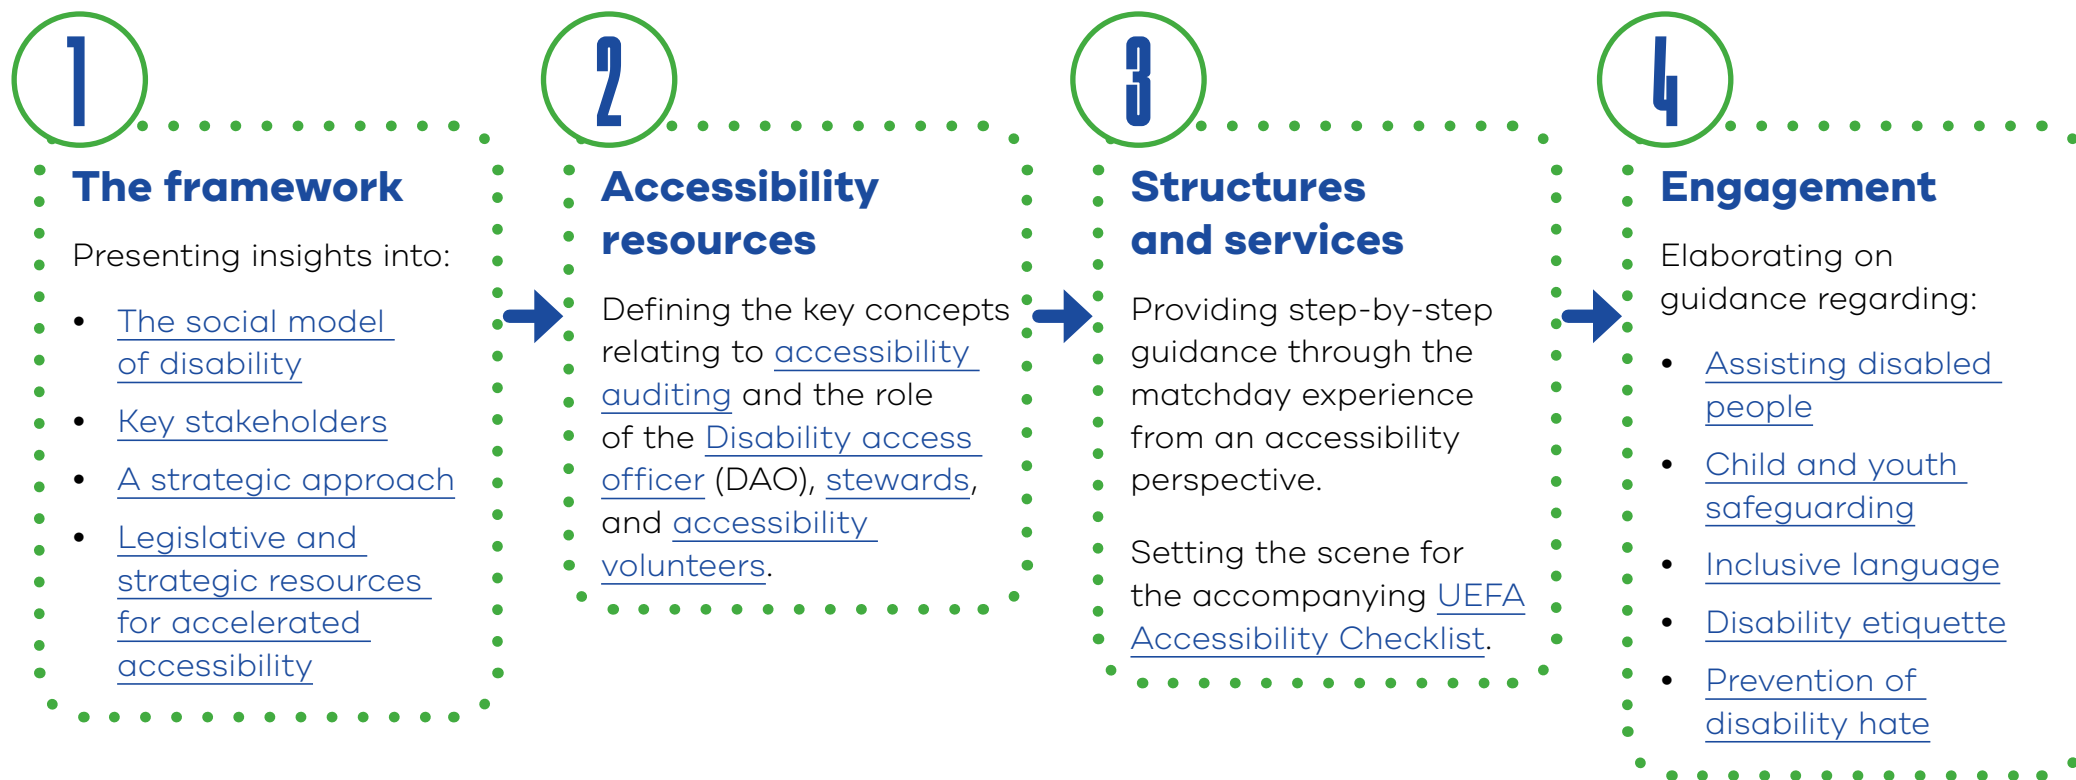 1
The framework
Presenting insights into:
• The social model
of disability
• Key stakeholders
• A strategic approach
• Legislative and
strategic resources
for accelerated
accessibility
2
Accessibility
resources
Defining the key concepts
relating to accessibility
auditing and the role
of the Disability access
officer (DAO), stewards,
and accessibility
volunteers.
3
Structures
and services
Providing step-by-step
guidance through the
matchday experience
from an accessibility
perspective.
Setting the scene for
the accompanying UEFA
Accessibility Checklist.
4
Engagement
Elaborating on
guidance regarding:
• Assisting disabled
people
• Child and youth
safeguarding
• Inclusive language
• Disability etiquette
• Prevention of
disability hate